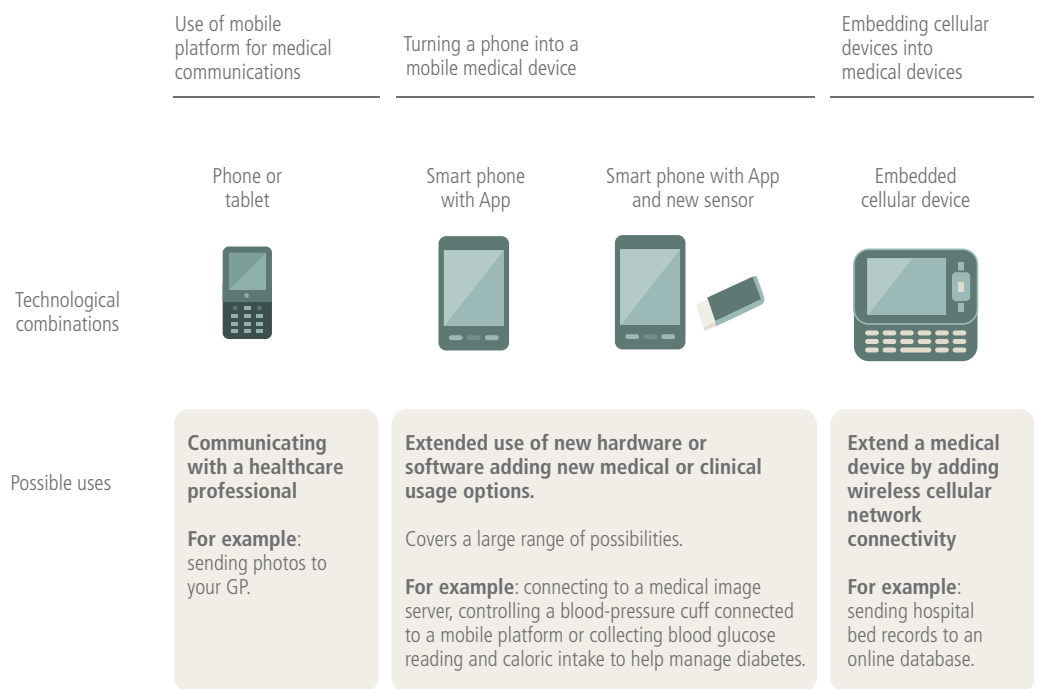 Use of mobile
platform for medical
communications
Turning a phone into a
mobile medical device
Embedding cellular
devices into
medical devices
Phone or
tablet
Smart phone
with App
Smart phone with App
and new sensor
Embedded
cellular device
Technological
combinations
Possible uses
Communicating
with a healthcare
professional
For example:
sending photos to
your GP.
Extended use of new hardware or
software adding new medical or clinical
usage options.
Covers a large range of possibilities.
For example: connecting to a medical image
server, controlling a blood-pressure cuff connected
to a mobile platform or collecting blood glucose
reading and caloric intake to help manage diabetes.
Extend a medical
device by adding
wireless cellular
network
connectivity
For example:
sending hospital
bed records to an
online database.